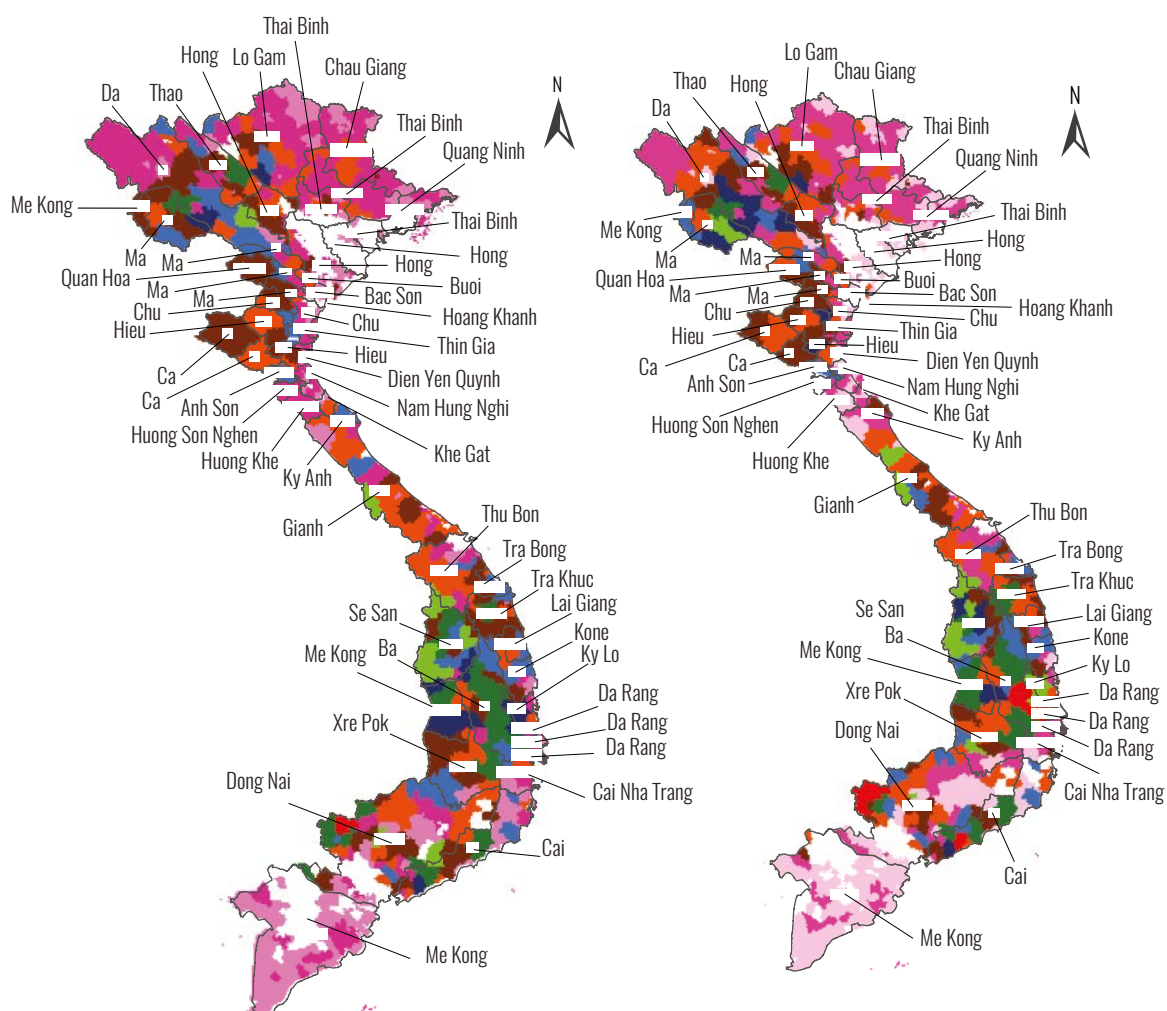 Thai Binh
Hong
Lo Gam
Chau Giang
Da
Thao
Thai Binh
Quang Ninh
N
Me Kong
Thai Binh
Hong
Ma
Ma
Hong
Quan Hoa
Ma
Buoi
Ma
Bac Son
Chu
Hoang Khanh
Hieu
Chu
Thin Gia
Ca
Hieu
Ca
Dien Yen Quynh
Anh Son
Nam Hung Nghi
Huong Son Nghen
Khe Gat
Huong Khe
Ky Anh
Gianh
Thu Bon
Tra Bong
Tra Khuc
Se San
Lai Giang
Ba
Kone
Me Kong
Ky Lo
Xre Pok
Da Rang
Da Rang
Da Rang
Dong Nai
Cai Nha Trang
Cai
Me Kong
Lo Gam
Thao
Hong
Chau Giang
Da
Thai Binh
Quang Ninh
N
Me Kong
Thai Binh
Hong
Ma
Ma
Hong
Quan Hoa
Ma
Buoi
Ma
Bac Son
Chu
Hoang Khanh
Chu
Hieu
Thin Gia
Ca
Hieu
Ca
Dien Yen Quynh
Anh Son
Nam Hung Nghi
Huong Son Nghen
Khe Gat
Ky Anh
Huong Khe
Gianh
Thu Bon
Tra Bong
Tra Khuc
Se San
Lai Giang
Ba
Kone
Me Kong
Ky Lo
Xre Pok
Da Rang
Da Rang
Dong Nai
Da Rang
Cai Nha Trang
Cai
Me Kong